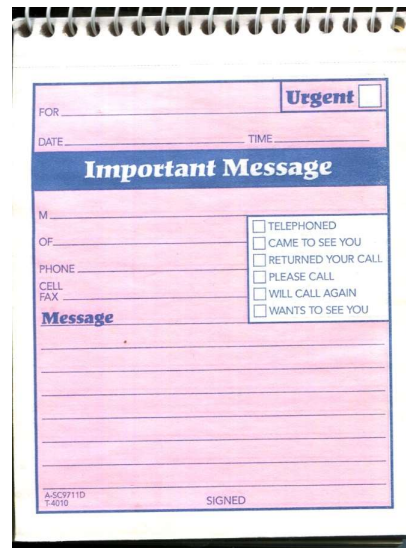 Urgent
FOR
DATE TIME
Important Message
M
OF
PHONE
CELL
FAX
TELEPHONED
CAME TO SEE YOU
RETURNED YOUR CALL
PLEASE CALL
WILL CALL AGAIN
WANTS TO SEE YOU
Message
A-SC9711D
T-4010
SIGNED